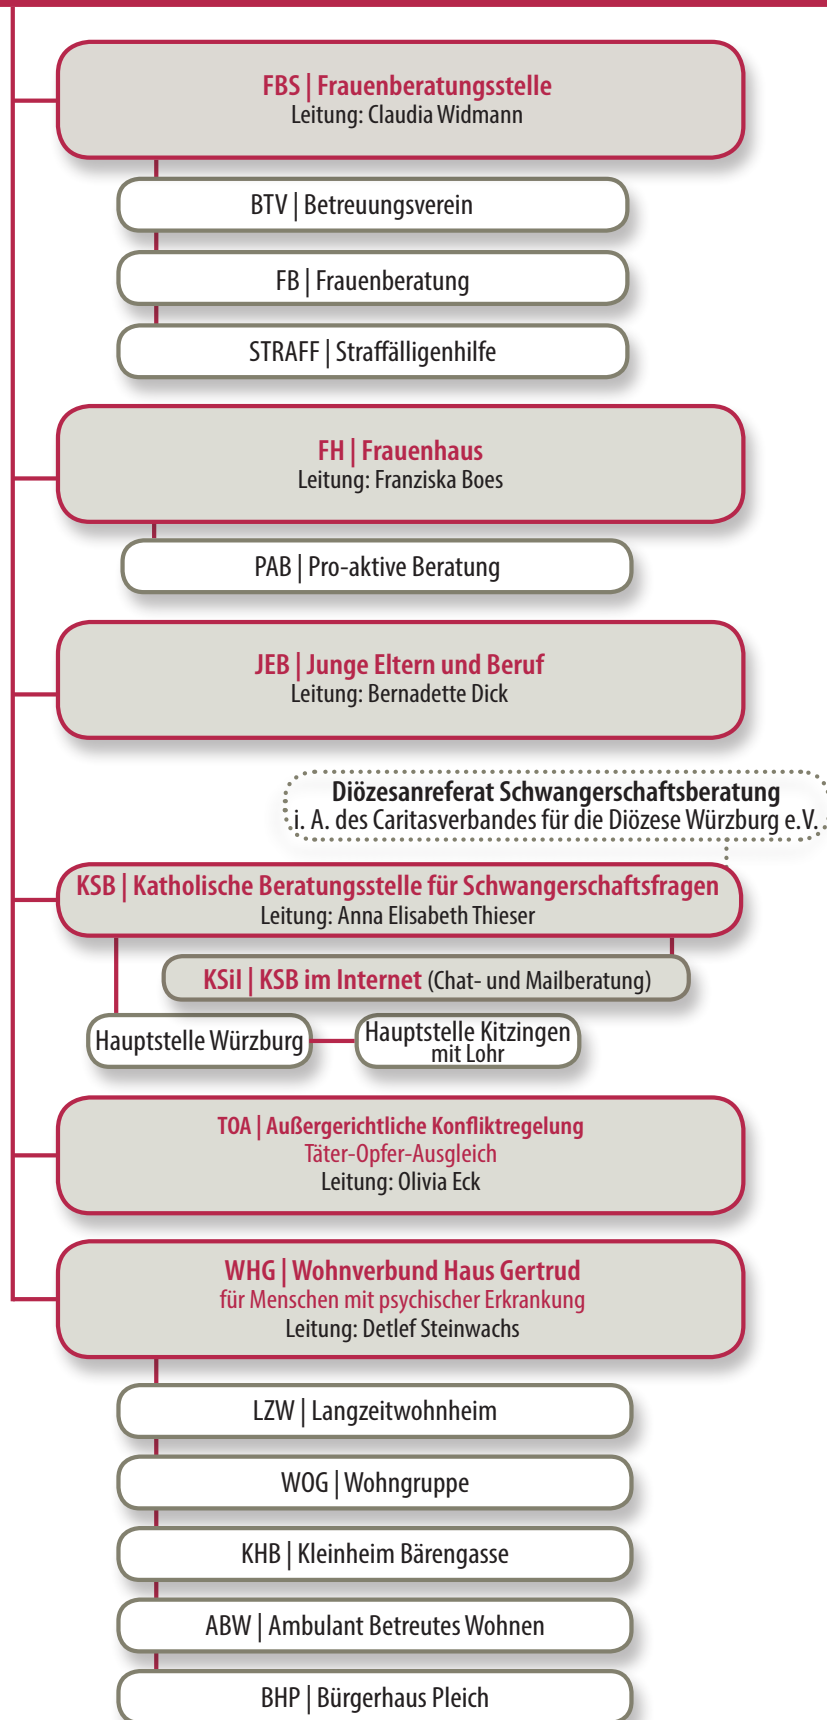 FBS | Frauenberatungsstelle
Leitung: Claudia Widmann
BTV | Betreuungsverein
FB | Frauenberatung
STRAFF | Straffälligenhilfe
FH | Frauenhaus
Leitung: Franziska Boes
PAB | Pro-aktive Beratung
JEB | Junge Eltern und Beruf
Leitung: Bernadette Dick
Diözesanreferat Schwangerschaftsberatung
i. A. des Caritasverbandes für die Diözese Würzburg e.V.
KSB | Katholische Beratungsstelle für Schwangerschaftsfragen
Leitung: Anna Elisabeth Thieser
KSiI | KSB im Internet (Chat- und Mailberatung)
Hauptstelle Würzburg
Hauptstelle Kitzingen
mit Lohr
TOA | Außergerichtliche Konfliktregelung
Täter-Opfer-Ausgleich
Leitung: Olivia Eck
WHG | Wohnverbund Haus Gertrud
für Menschen mit psychischer Erkrankung
Leitung: Detlef Steinwachs
LZW | Langzeitwohnheim
WOG | Wohngruppe
KHB | Kleinheim Bärengasse
ABW | Ambulant Betreutes Wohnen
BHP | Bürgerhaus Pleich